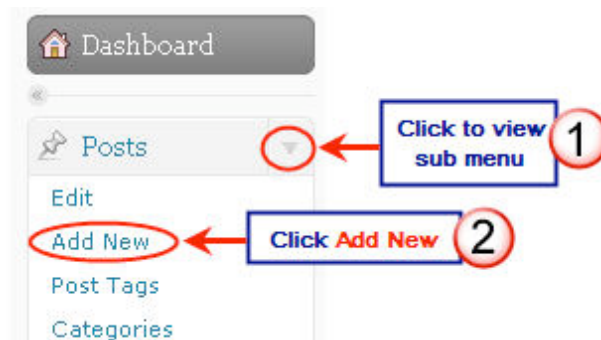 Dashboard
Posts
Click to view
sub menu
1
Edit
Add New
Click Add New
2
Post Tags
Categories